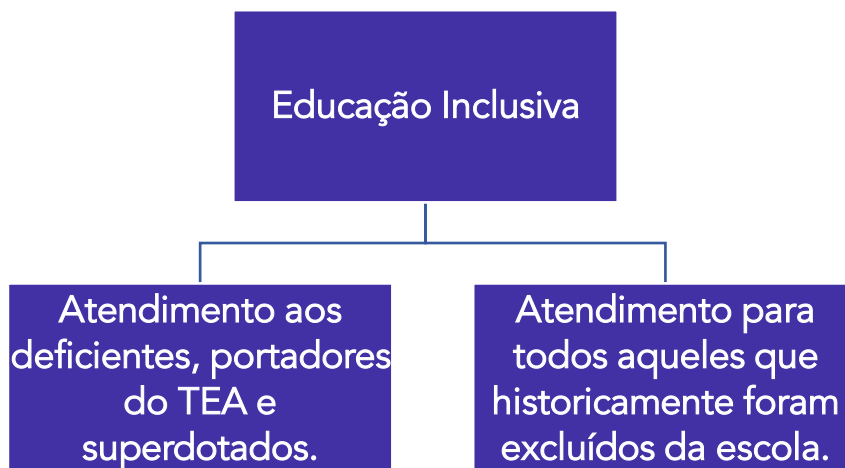 Educação Inclusiva
Atendimento aos
deficientes, portadores
do TEA e
superdotados.
Atendimento para
todos aqueles que
historicamente foram
excluídos da escola.